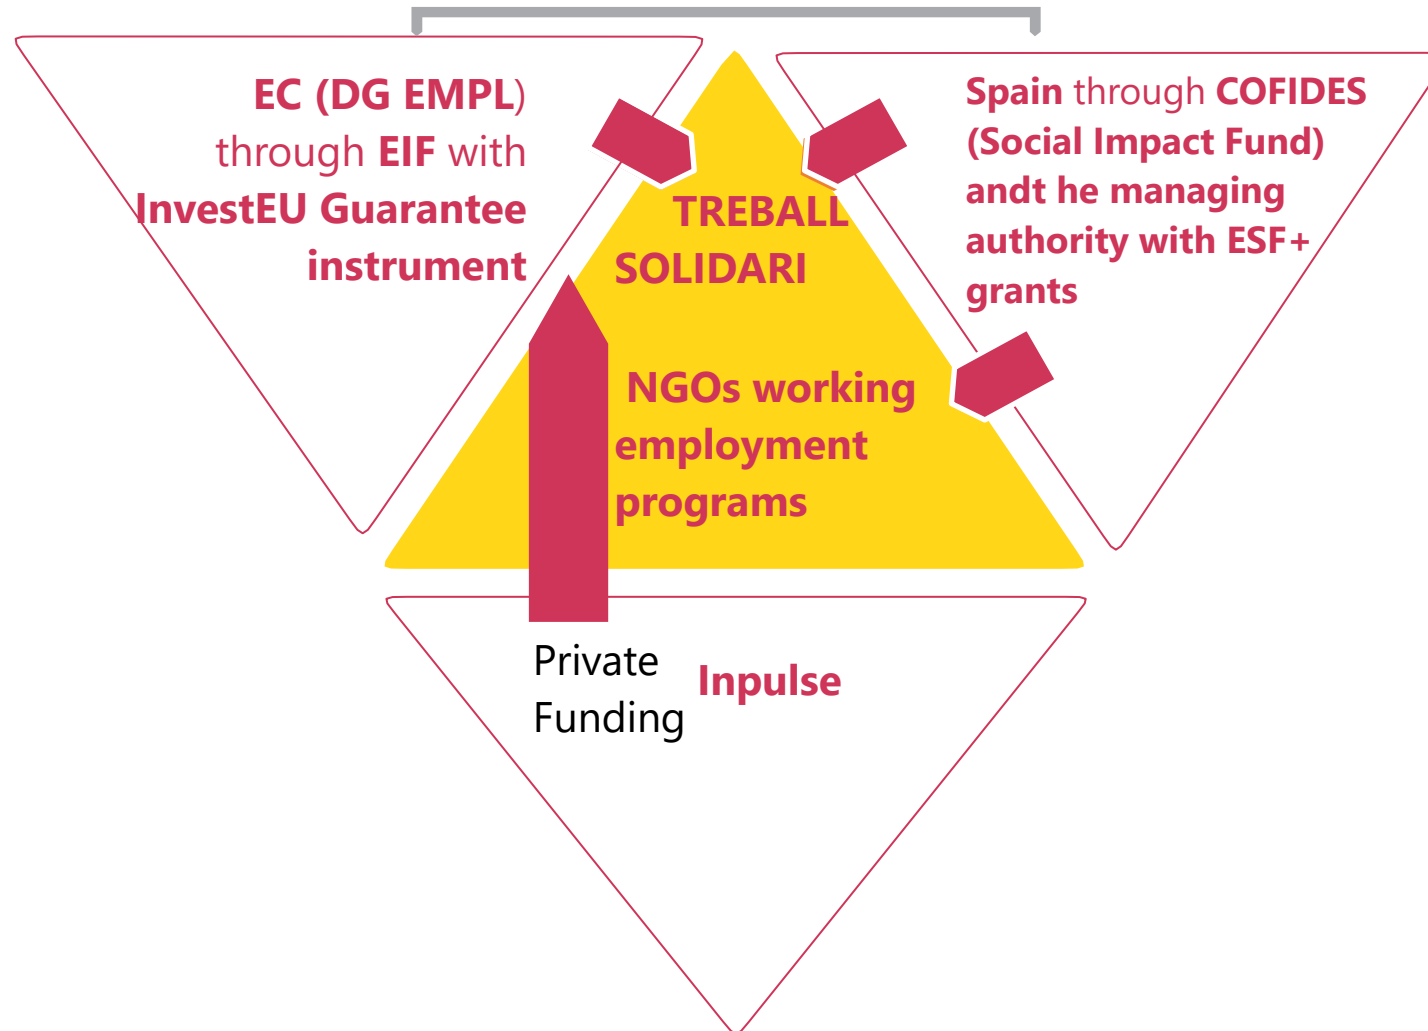 EC (DG EMPL)
through EIF with
InvestEU Guarantee
instrument
Spain through COFIDES
(Social Impact Fund)
andt he managing
authority with ESF+
grants
TREBALL
SOLIDARI
NGOs working
employment
programs
Private
Funding
Inpulse